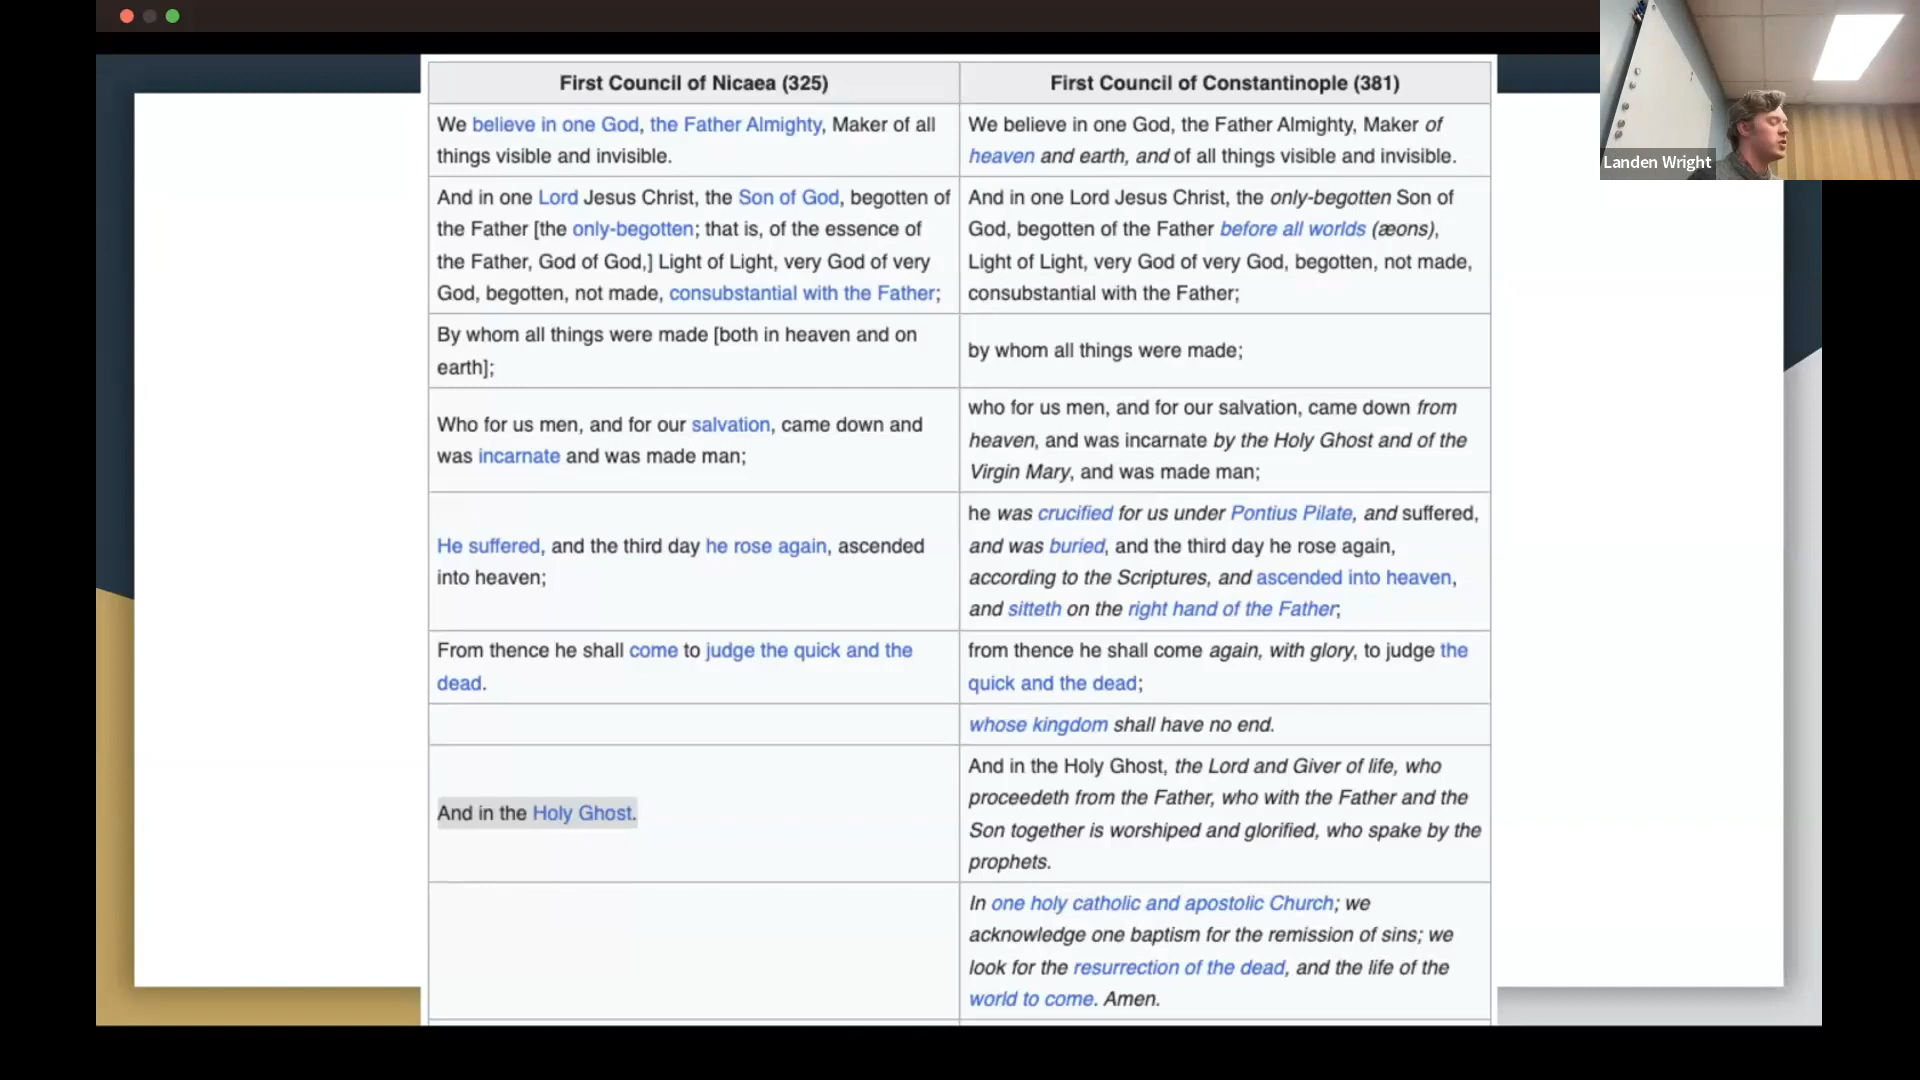 First Council of Nicaea (325)
First Council of Constantinople (381)
We believe in one God, the Father Almighty, Maker of all
things visible and invisible.
We believe in one God, the Father Almighty, Maker of
heaven and earth, and of all things visible and invisible.
And in one Lord Jesus Christ, the Son of God, begotten of
the Father [the only-begotten; that is, of the essence of
the Father, God of God,] Light of Light, very God of very
God, begotten, not made, consubstantial with the Father;
And in one Lord Jesus Christ, the only-begotten Son of
God, begotten of the Father before all worlds (æons),
Light of Light, very God of very God, begotten, not made,
consubstantial with the Father;
By whom all things were made [both in heaven and on
earth];
by whom all things were made;
Who for us men, and for our salvation, came down and
was incarnate and was made man;
who for us men, and for our salvation, came down from
heaven, and was incarnate by the Holy Ghost and of the
Virgin Mary, and was made man;
He suffered, and the third day he rose again, ascended
into heaven;
he was crucified for us under Pontius Pilate, and suffered,
and was buried, and the third day he rose again,
according to the Scriptures, and ascended into heaven,
and sitteth on the right hand of the Father;
From thence he shall come to judge the quick and the
dead.
from thence he shall come again, with glory, to judge the
quick and the dead;
whose kingdom shall have no end.
And in the Holy Ghost.
And in the Holy Ghost, the Lord and Giver of life, who
proceedeth from the Father, who with the Father and the
Son together is worshiped and glorified, who spake by the
prophets.
In one holy catholic and apostolic Church; we
acknowledge one baptism for the remission of sins; we
look for the resurrection of the dead, and the life of the
world to come. Amen.
Landen Wright